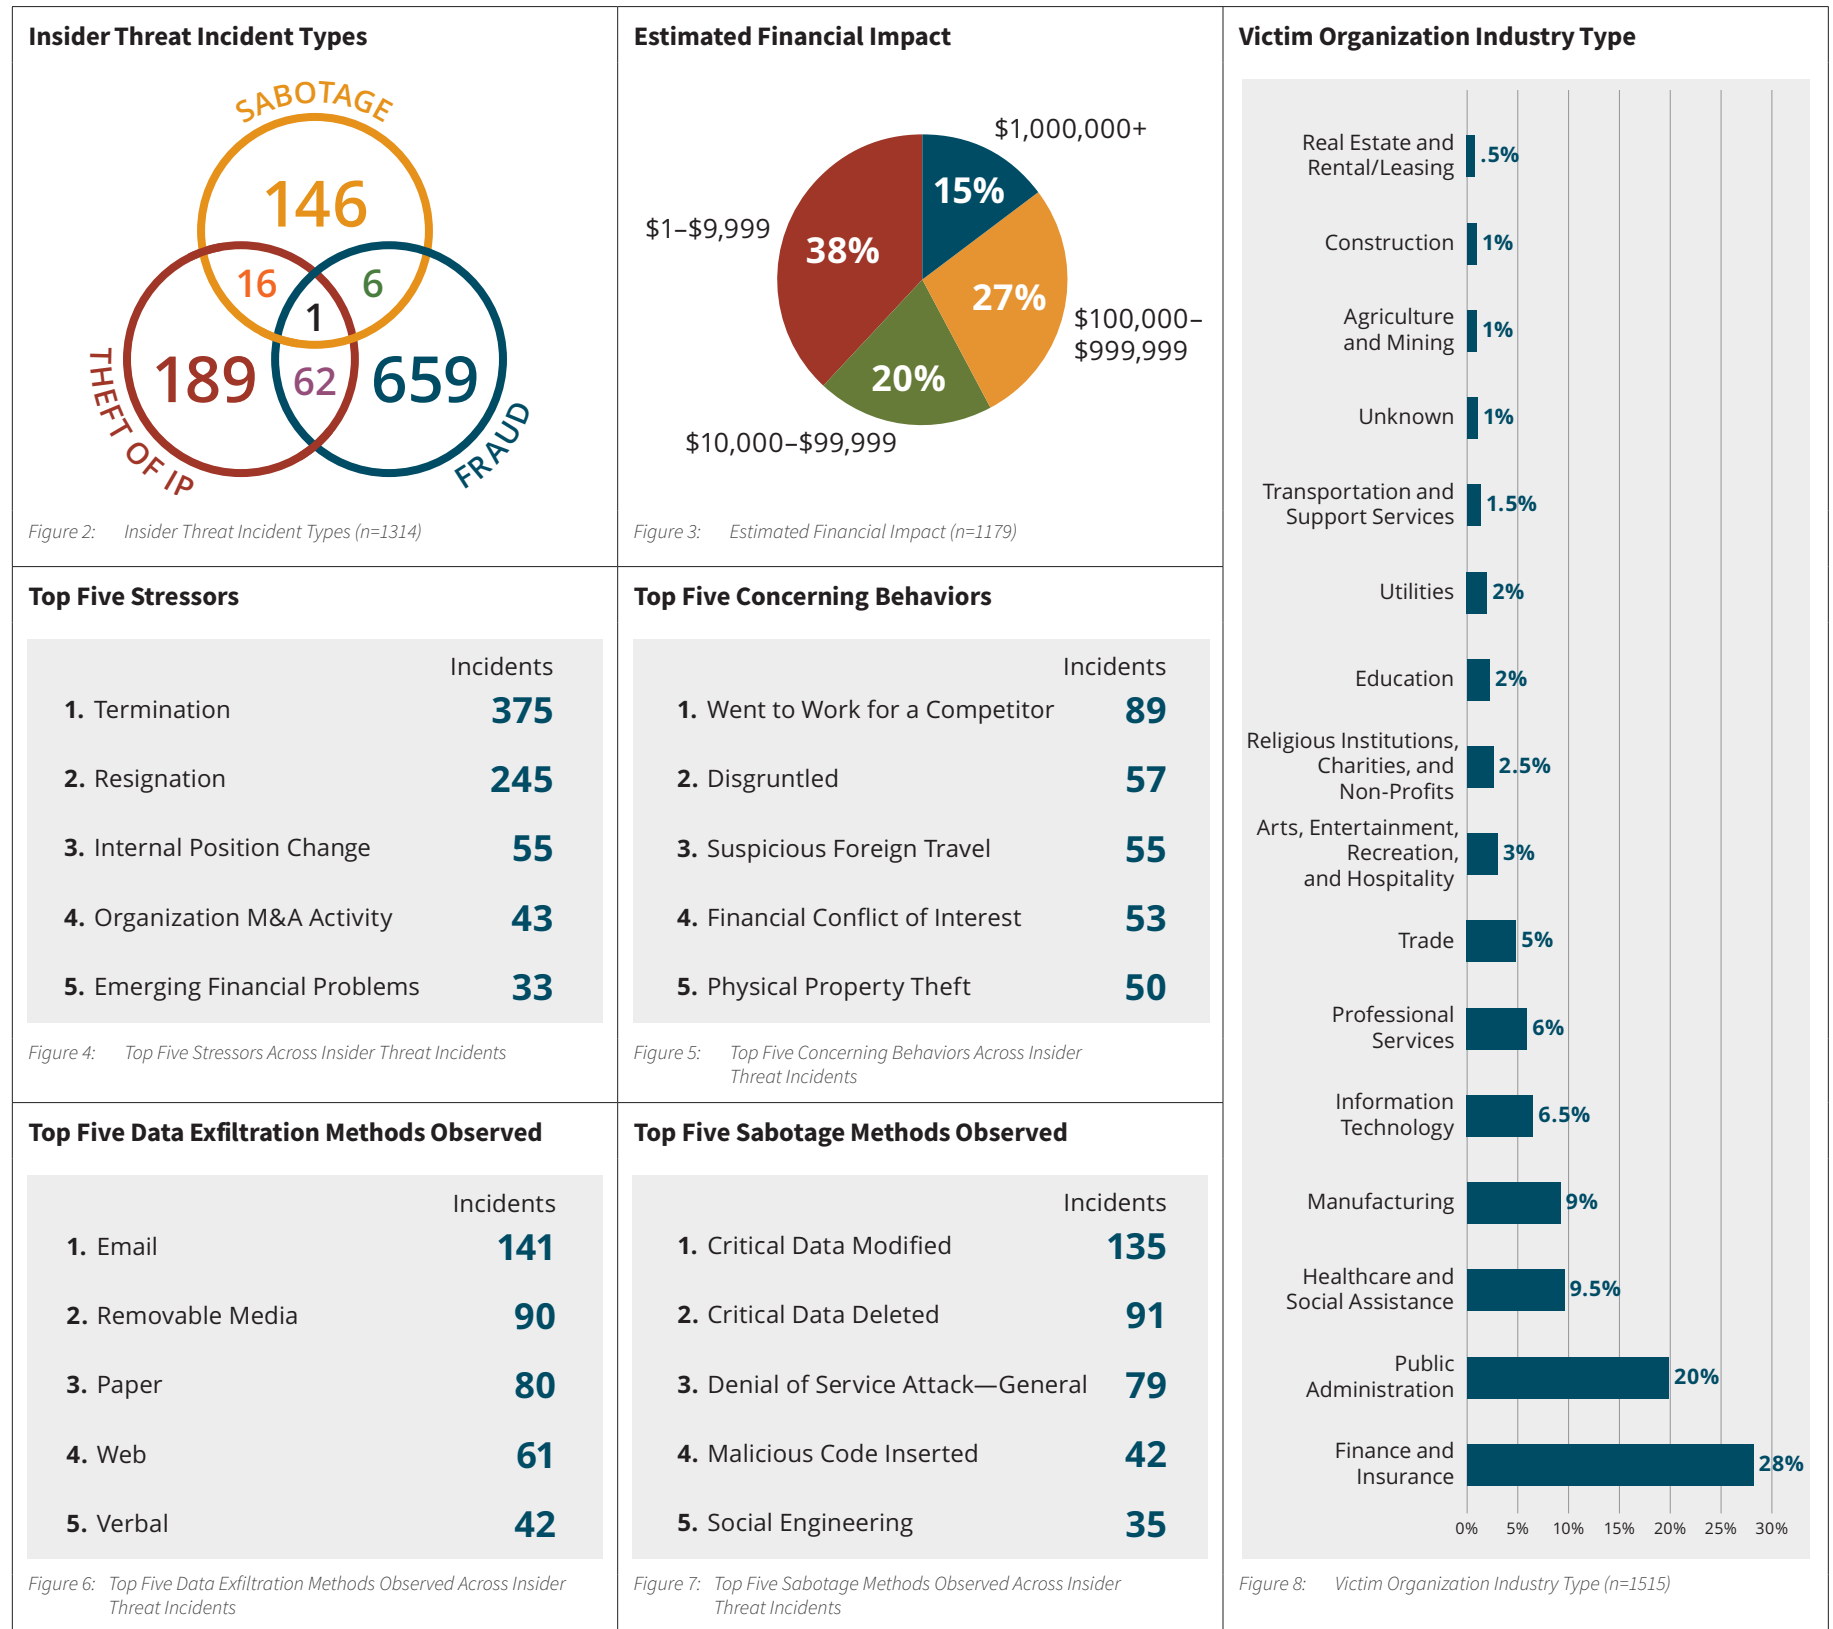 Insider Threat Incident Types
SABOTAGE
146
16
6
1
189
62
659
THEFT OF IP
FRAUD
Figure 2: Insider Threat Incident Types (n=1314)
Estimated Financial Impact
$1,000,000+
15%
$1–$9,999
38%
27%
$100,000–
$999,999
20%
$10,000–$99,999
Figure 3: Estimated Financial Impact (n=1179)
Top Five Stressors
Incidents
1. Termination 375
2. Resignation 245
3. Internal Position Change 55
4. Organization M&A Activity 43
5. Emerging Financial Problems 33
Figure 4: Top Five Stressors Across Insider Threat Incidents
Top Five Concerning Behaviors
Incidents
1. Went to Work for a Competitor 89
2. Disgruntled 57
3. Suspicious Foreign Travel 55
4. Financial Conflict of Interest 53
5. Physical Property Theft 50
Figure 5: Top Five Concerning Behaviors Across Insider
Threat Incidents
Top Five Data Exfiltration Methods Observed
Incidents
1. Email 141
2. Removable Media 90
3. Paper 80
4. Web 61
5. Verbal 42
Figure 6: Top Five Data Exfiltration Methods Observed Across Insider
Threat Incidents
Top Five Sabotage Methods Observed
Incidents
1. Critical Data Modified 135
2. Critical Data Deleted 91
3. Denial of Service Attack—General 79
4. Malicious Code Inserted 42
5. Social Engineering 35
Figure 7: Top Five Sabotage Methods Observed Across Insider
Threat Incidents
Victim Organization Industry Type
Real Estate and
Rental/Leasing
.5%
Construction 1%
Agriculture
and Mining
1%
Unknown 1%
Transportation and
Support Services
1.5%
Utilities 2%
Education 2%
Religious Institutions,
Charities, and
Non-Profits
2.5%
Arts, Entertainment,
Recreation,
and Hospitality
3%
Trade 5%
Professional
Services
6%
Information
Technology
6.5%
Manufacturing 9%
Healthcare and
Social Assistance
9.5%
Public
Administration
20%
Finance and
Insurance
28%
0% 5% 10% 15% 20% 25% 30%
Figure 8: Victim Organization Industry Type (n=1515)